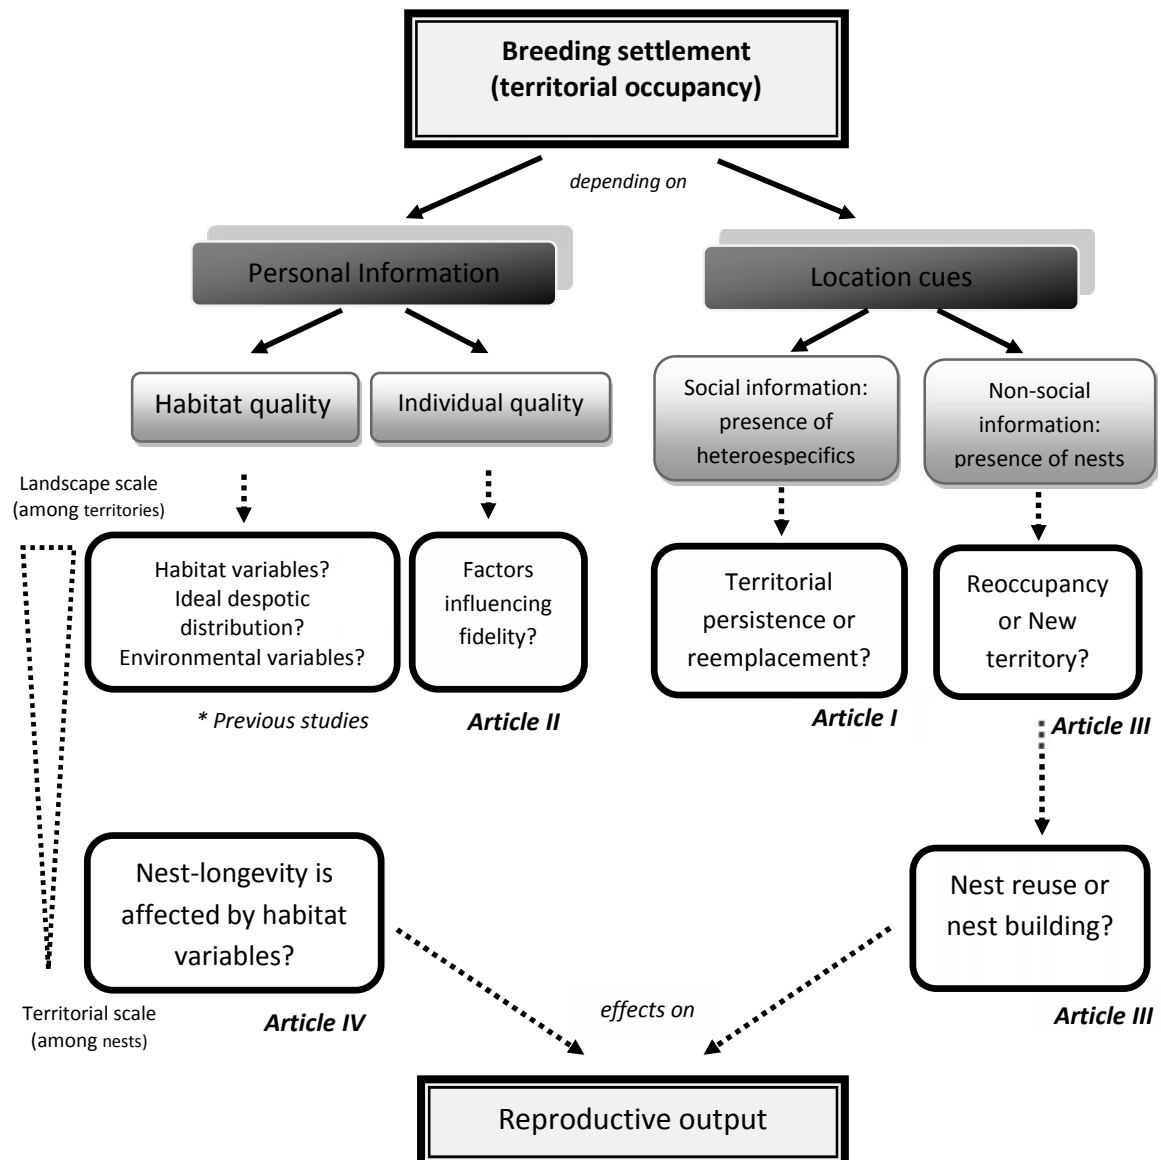 Breeding settlement
(territorial occupancy)
depending on
Personal Information
Location cues
Habitat quality
Individual quality
Social information:
presence of
heteroespecifics
Non-social
information:
presence of nests
Landscape scale
(among territories)
Habitat variables?
Ideal despotic
distribution?
Environmental variables?
Factors
influencing
fidelity?
Territorial
persistence or
reemplacement?
Reoccupancy
or New
territory?
* Previous studies
Article II
Article I
Article III
Nest-longevity is
affected by habitat
variables?
Nest reuse or
nest building?
Territorial scale
(among nests)
Article IV
effects on
Article III
Reproductive output